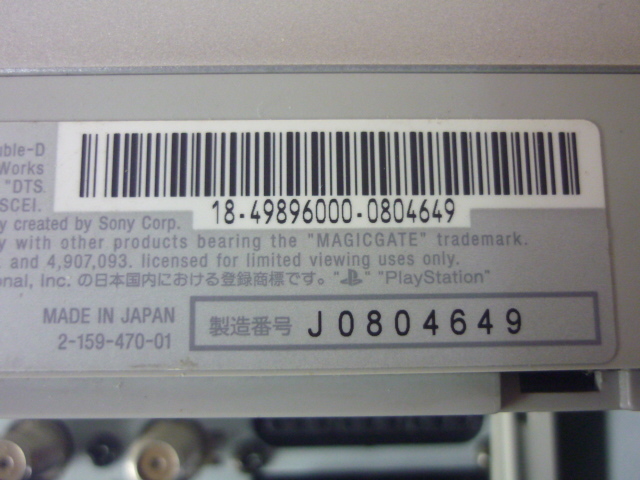 uble-D
Works
"DTS
SCEI.
18-49896000-0804649
y created by Sony Corp.
y with other products bearing the "MAGICGATE" trademark.
and 4,907,093. licensed for limited viewing uses only.
onal, Inc. の日本国内における登録商標です。" " "PlayStation"
MADE IN JAPAN
2-159-470-01
製造番号 J0804649